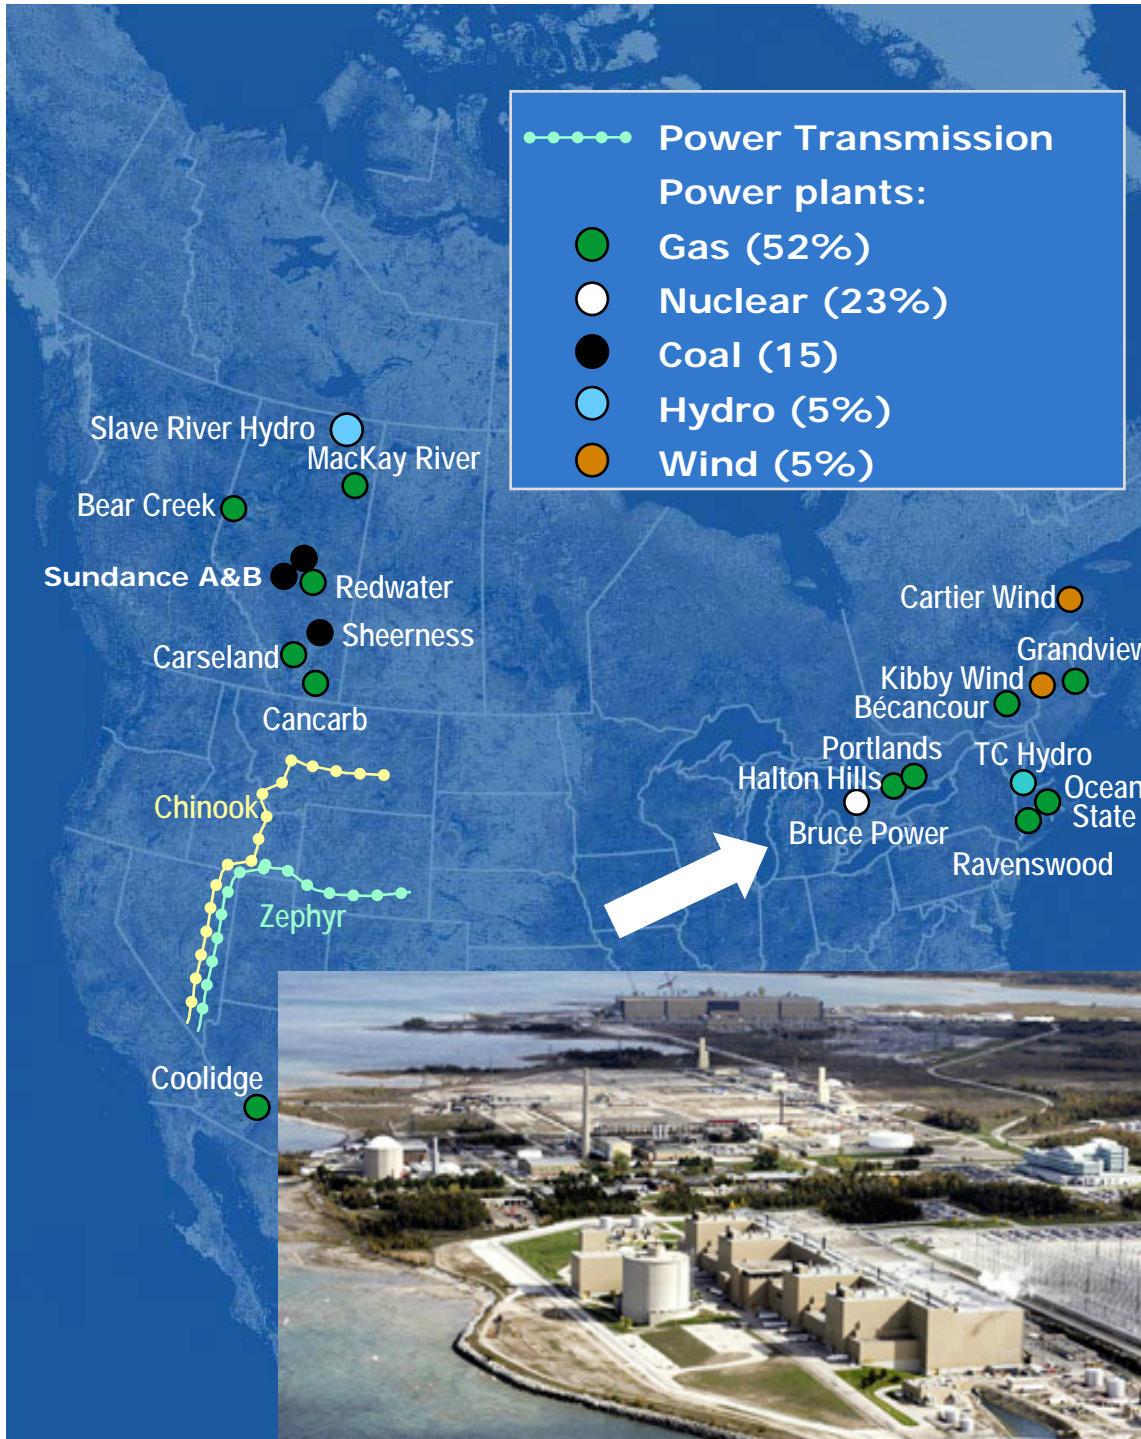 Power Transmission
Power plants:
Gas (52%)
Nuclear (23%)
Coal (15)
Hydro (5%)
Wind (5%)
Slave River Hydro
MacKay River
Bear Creek
Sundance A&B
Redwater
Sheerness
Carseland
Cancarb
Cartier Wind
Grandview
Kibby Wind
Bécancour
Portlands
TC Hydro
Halton Hills
Ocean
State
Bruce Power
Ravenswood
Chinook
Zephyr
Coolidge